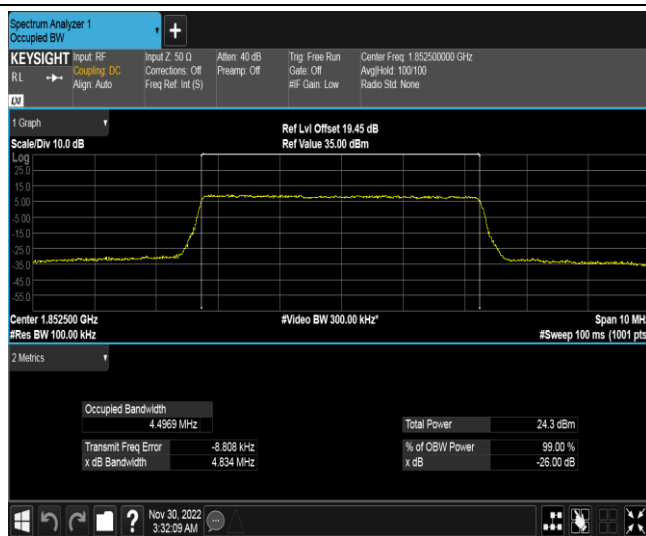 Spectrum Analyzer 1
Occupied BW
+
KEYSIGHT
RL
LXI
Input: RF
Coupling: DC
Align: Auto
Input Z: 50 Ω
Corrections: Off
Freq Ref: Int (S)
Atten: 40 dB
Preamp: Off
Trig: Free Run
Gate: Off
#IF Gain: Low
Center Freq: 1.852500000 GHz
Avg|Hold: 100/100
Radio Std: None
1 Graph
Scale/Div 10.0 dB
Ref Lvl Offset 19.45 dB
Ref Value 35.00 dBm
Log
25.0
15.0
5.00
-5.00
-15.0
-25.0
-35.0
-45.0
-55.0
Center 1.852500 GHz
#Res BW 100.00 kHz
#Video BW 300.00 kHz*
Span 10 MHz
#Sweep 100 ms (1001 pts
2 Metrics
Occupied Bandwidth
4.4969 MHz
Transmit Freq Error -8.808 kHz
x dB Bandwidth 4.834 MHz
Total Power 24.3 dBm
% of OBW Power 99.00 %
x dB -26.00 dB
?
Nov 30, 2022
3:32:09 AM